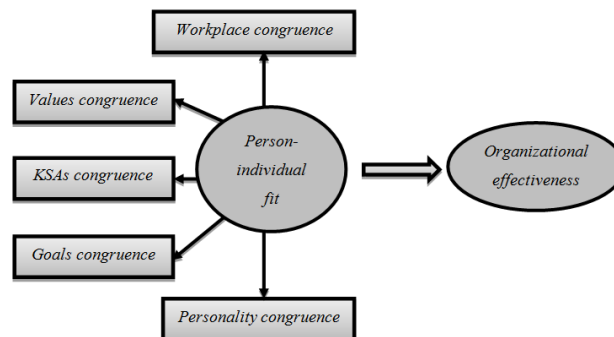 Workplace congruence
Values congruence
Person-
individual
fit
Organizational
effectiveness
KSAs congruence
Goals congruence
Personality congruence